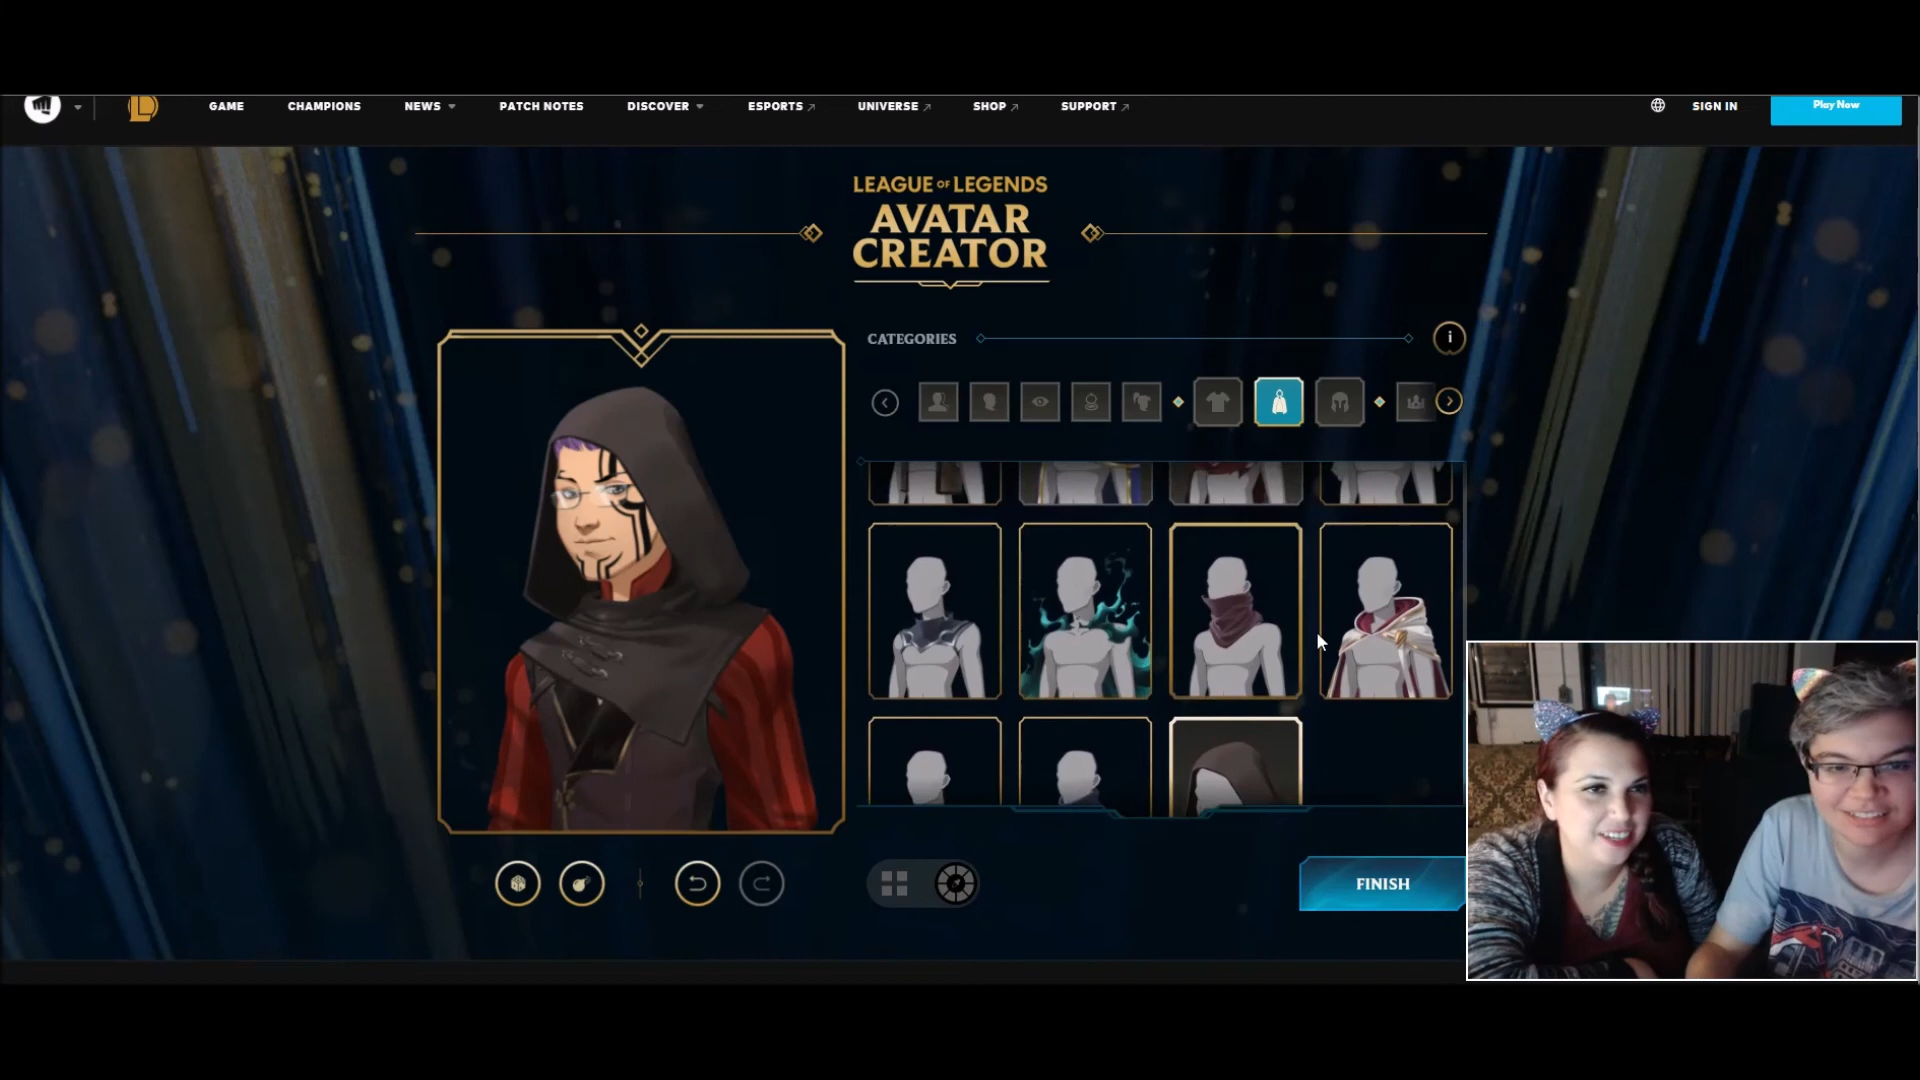 GAME CHAMPIONS NEWS PATCH NOTES DISCOVER ESPORTS UNIVERSE SHOP SUPPORT SIGN IN Play Now
LEAGUE OF LEGENDS
AVATAR
CREATOR
CATEGORIES
i
FINISH